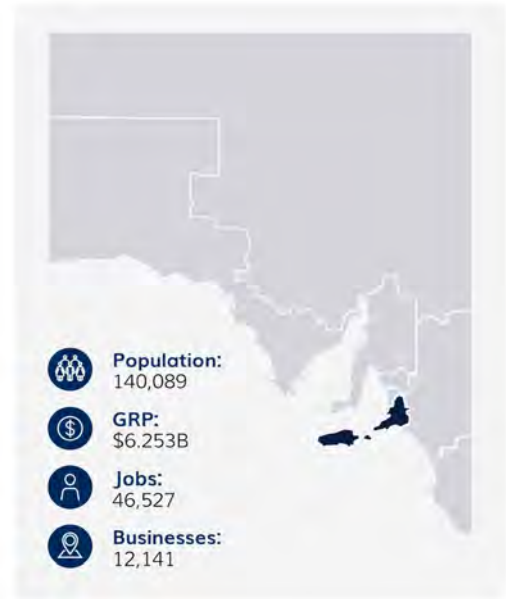 Population:
140,089
GRP:
$6.253B
Jobs:
46,527
Businesses:
12,141